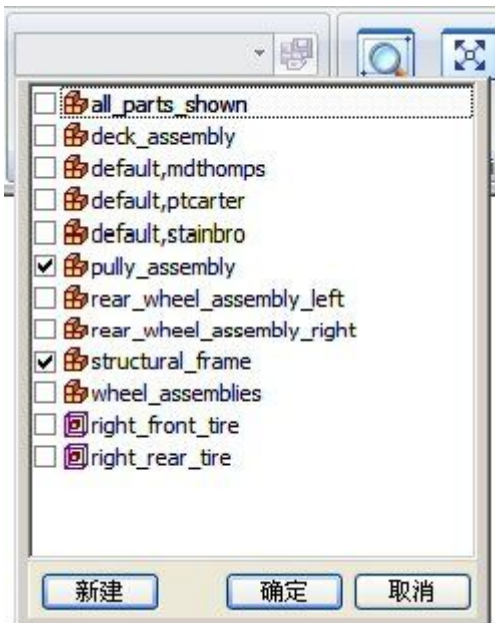 all_parts_shown
deck_assembly
default,mdthomps
default,ptcarter
default,stainbro
pully_assembly
rear_wheel_assembly_left
rear_wheel_assembly_right
structural_frame
wheel_assemblies
right_front_tire
right_rear_tire
新建 确定 取消